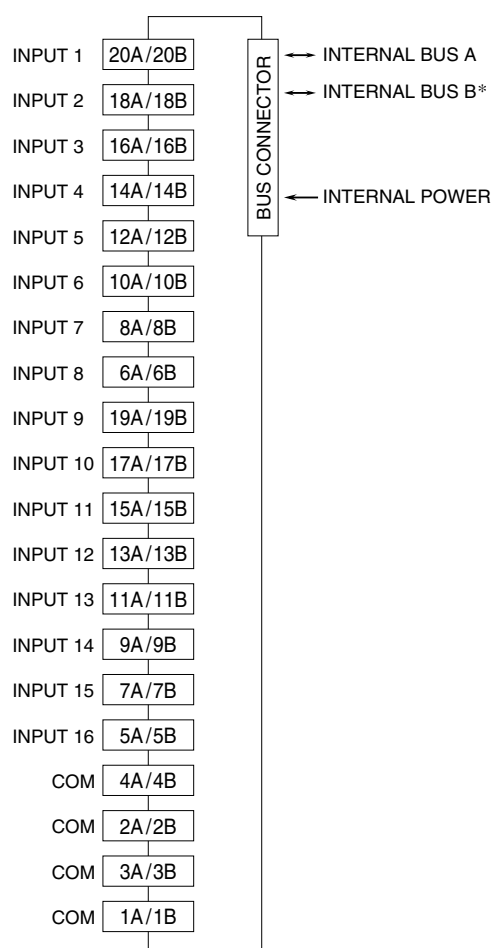 INPUT 1 20A/20B
INPUT 2 18A/18B
INPUT 3 16A/16B
INPUT 4 14A/14B
INPUT 5 12A/12B
INPUT 6 10A/10B
INPUT 7 8A/8B
INPUT 8 6A/6B
INPUT 9 19A/19B
INPUT 10 17A/17B
INPUT 11 15A/15B
INPUT 12 13A/13B
INPUT 13 11A/11B
INPUT 14 9A/9B
INPUT 15 7A/7B
INPUT 16 5A/5B
COM 4A/4B
COM 2A/2B
COM 3A/3B
COM 1A/1B
BUS CONNECTOR
INTERNAL BUS A
INTERNAL BUS B*
INTERNAL POWER